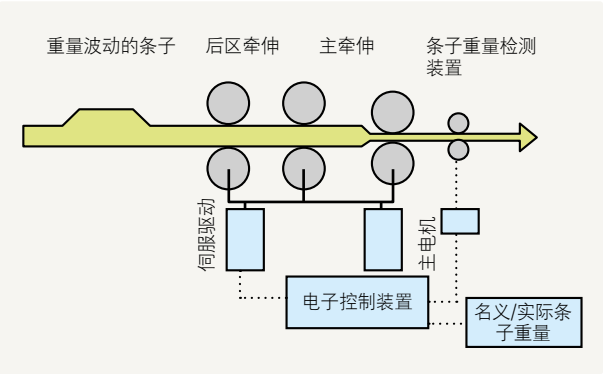 重量波动的条子
后区牵伸
主牵伸
条子重量检测
装置
伺服驱动
主电机
电子控制装置
名义/实际条
子重量